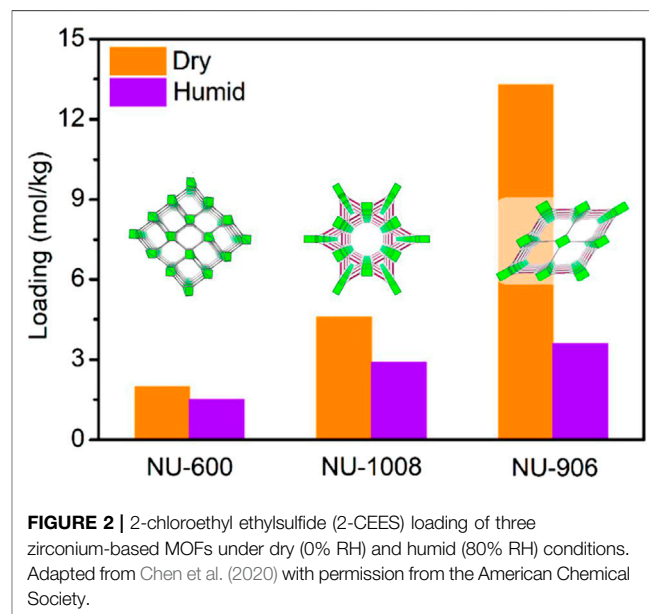 15
12
9
6
3
0
Loading (mol/kg)
Dry
Humid
NU-600 NU-1008 NU-906
FIGURE 2 | 2-chloroethyl ethylsulfide (2-CEES) loading of three
zirconium-based MOFs under dry (0% RH) and humid (80% RH) conditions.
Adapted from Chen et al. (2020) with permission from the American Chemical
Society.